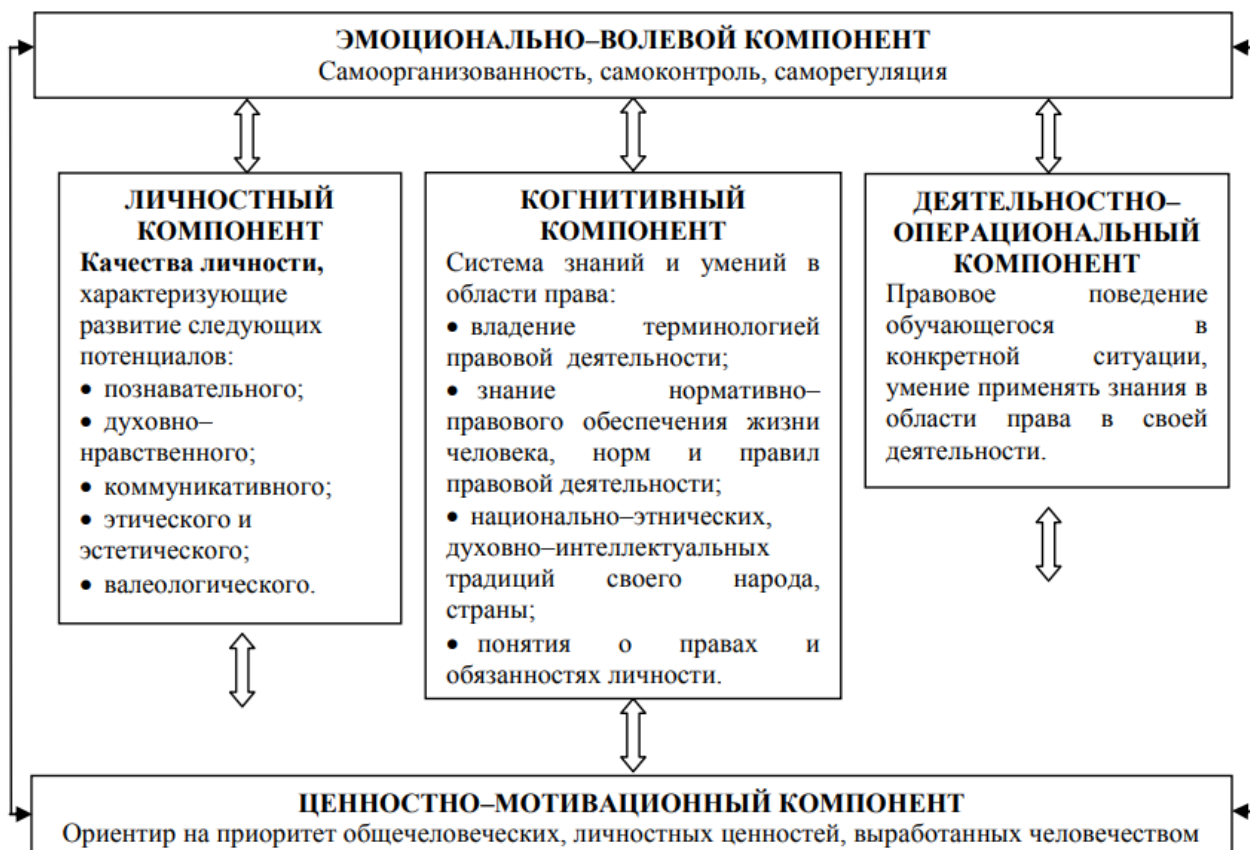 ЭМОЦИОНАЛЬНО–ВОЛЕВОЙ КОМПОНЕНТ
Самоорганизованность, самоконтроль, саморегуляция
ЛИЧНОСТНЫЙ
КОМПОНЕНТ
Качества личности,
характеризующие
развитие следующих
потенциалов:
• познавательного;
• духовно–
нравственного;
• коммуникативного;
• этического и
эстетического;
• валеологического.
КОГНИТИВНЫЙ
КОМПОНЕНТ
Система знаний и умений в
области права:
• владение терминологией
правовой деятельности;
• знание нормативно–
правового обеспечения жизни
человека, норм и правил
правовой деятельности;
• национально–этнических,
духовно–интеллектуальных
традиций своего народа,
страны;
• понятия о правах и
обязанностях личности.
ДЕЯТЕЛЬНОСТНО–
ОПЕРАЦИОНАЛЬНЫЙ
КОМПОНЕНТ
Правовое поведение
обучающегося в
конкретной ситуации,
умение применять знания в
области права в своей
деятельности.
ЦЕННОСТНО–МОТИВАЦИОННЫЙ КОМПОНЕНТ
Ориентир на приоритет общечеловеческих, личностных ценностей, выработанных человечеством